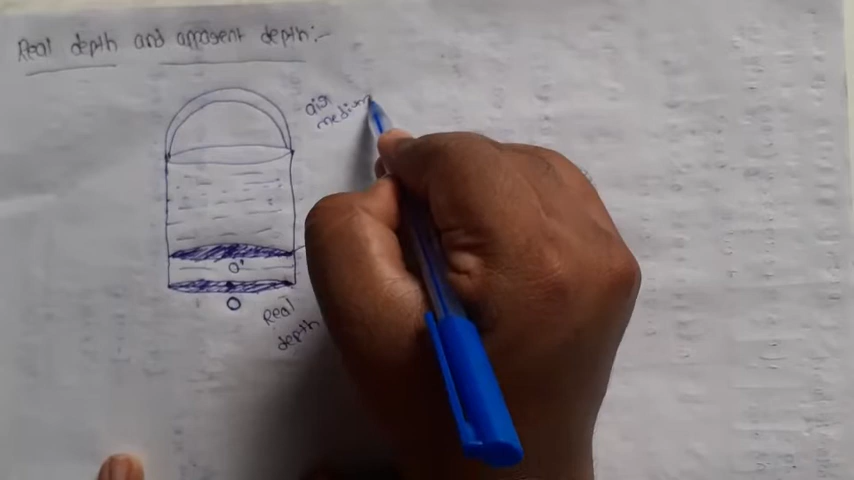 Real depth and apparent depth:-
air
medium
O'
O
Real
depth